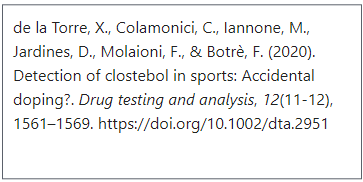 de la Torre, X., Colamonici, C., Iannone, M.,
Jardines, D., Molaioni, F., & Botrè, F. (2020).
Detection of clostebol in sports: Accidental
doping?. Drug testing and analysis, 12(11-12),
1561–1569. https://doi.org/10.1002/dta.2951